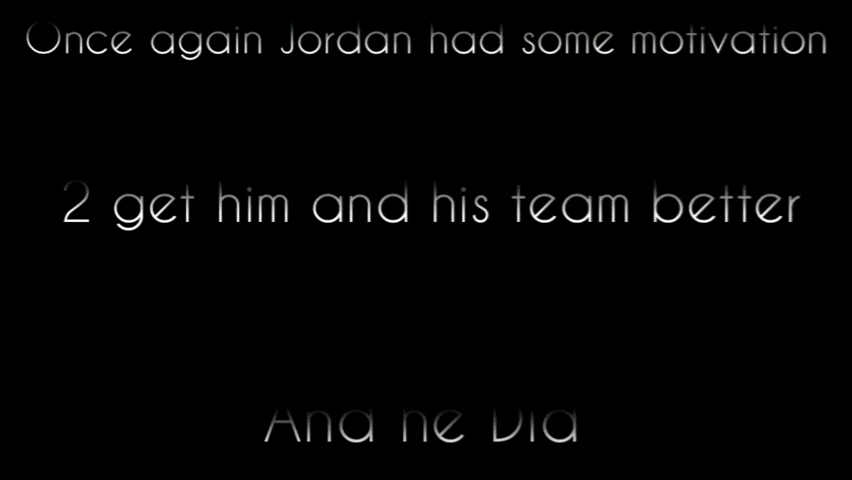 Once again Jordan had some motivation
2 get him and his team better
And he Did